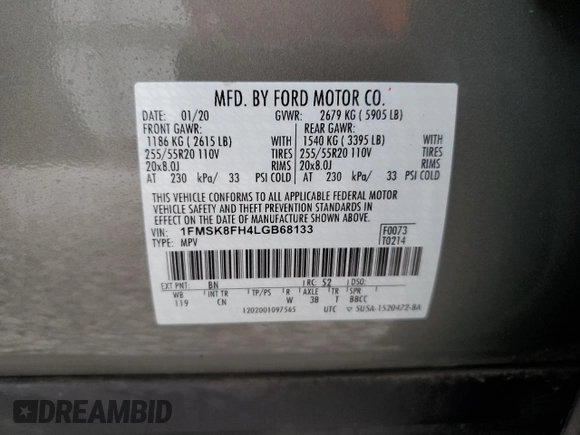 MFD. BY FORD MOTOR CO.
DATE: 01/20 GVWR: 2679 KG ( 5905 LB)
FRONT GAWR: REAR GAWR:
1186 KG ( 2615 LB) WITH 1540 KG ( 3395 LB) WITH
255/55R20 110V TIRES 255/55R20 110V TIRES
20x8.0J RIMS 20x8.0J RIMS
AT 230 kPa/ 33 PSI COLD AT 230 kPa/ 33 PSI COLD
THIS VEHICLE CONFORMS TO ALL APPLICABLE FEDERAL MOTOR
VEHICLE SAFETY AND THEFT PREVENTION STANDARDS IN
EFFECT ON THE DATE OF MANUFACTURE SHOWN ABOVE.
VIN: 1FMSK8FH4LGB68133 F0073
TYPE: MPV T0214
EXT PNT: BN RC: 52 DSO:
WB INT TR TP/PS R AXLE TR SPR
119 CN W 3B T BBCC
1202001097565 UTC ▽ 5U5A-1520472-BA
DREAMBID